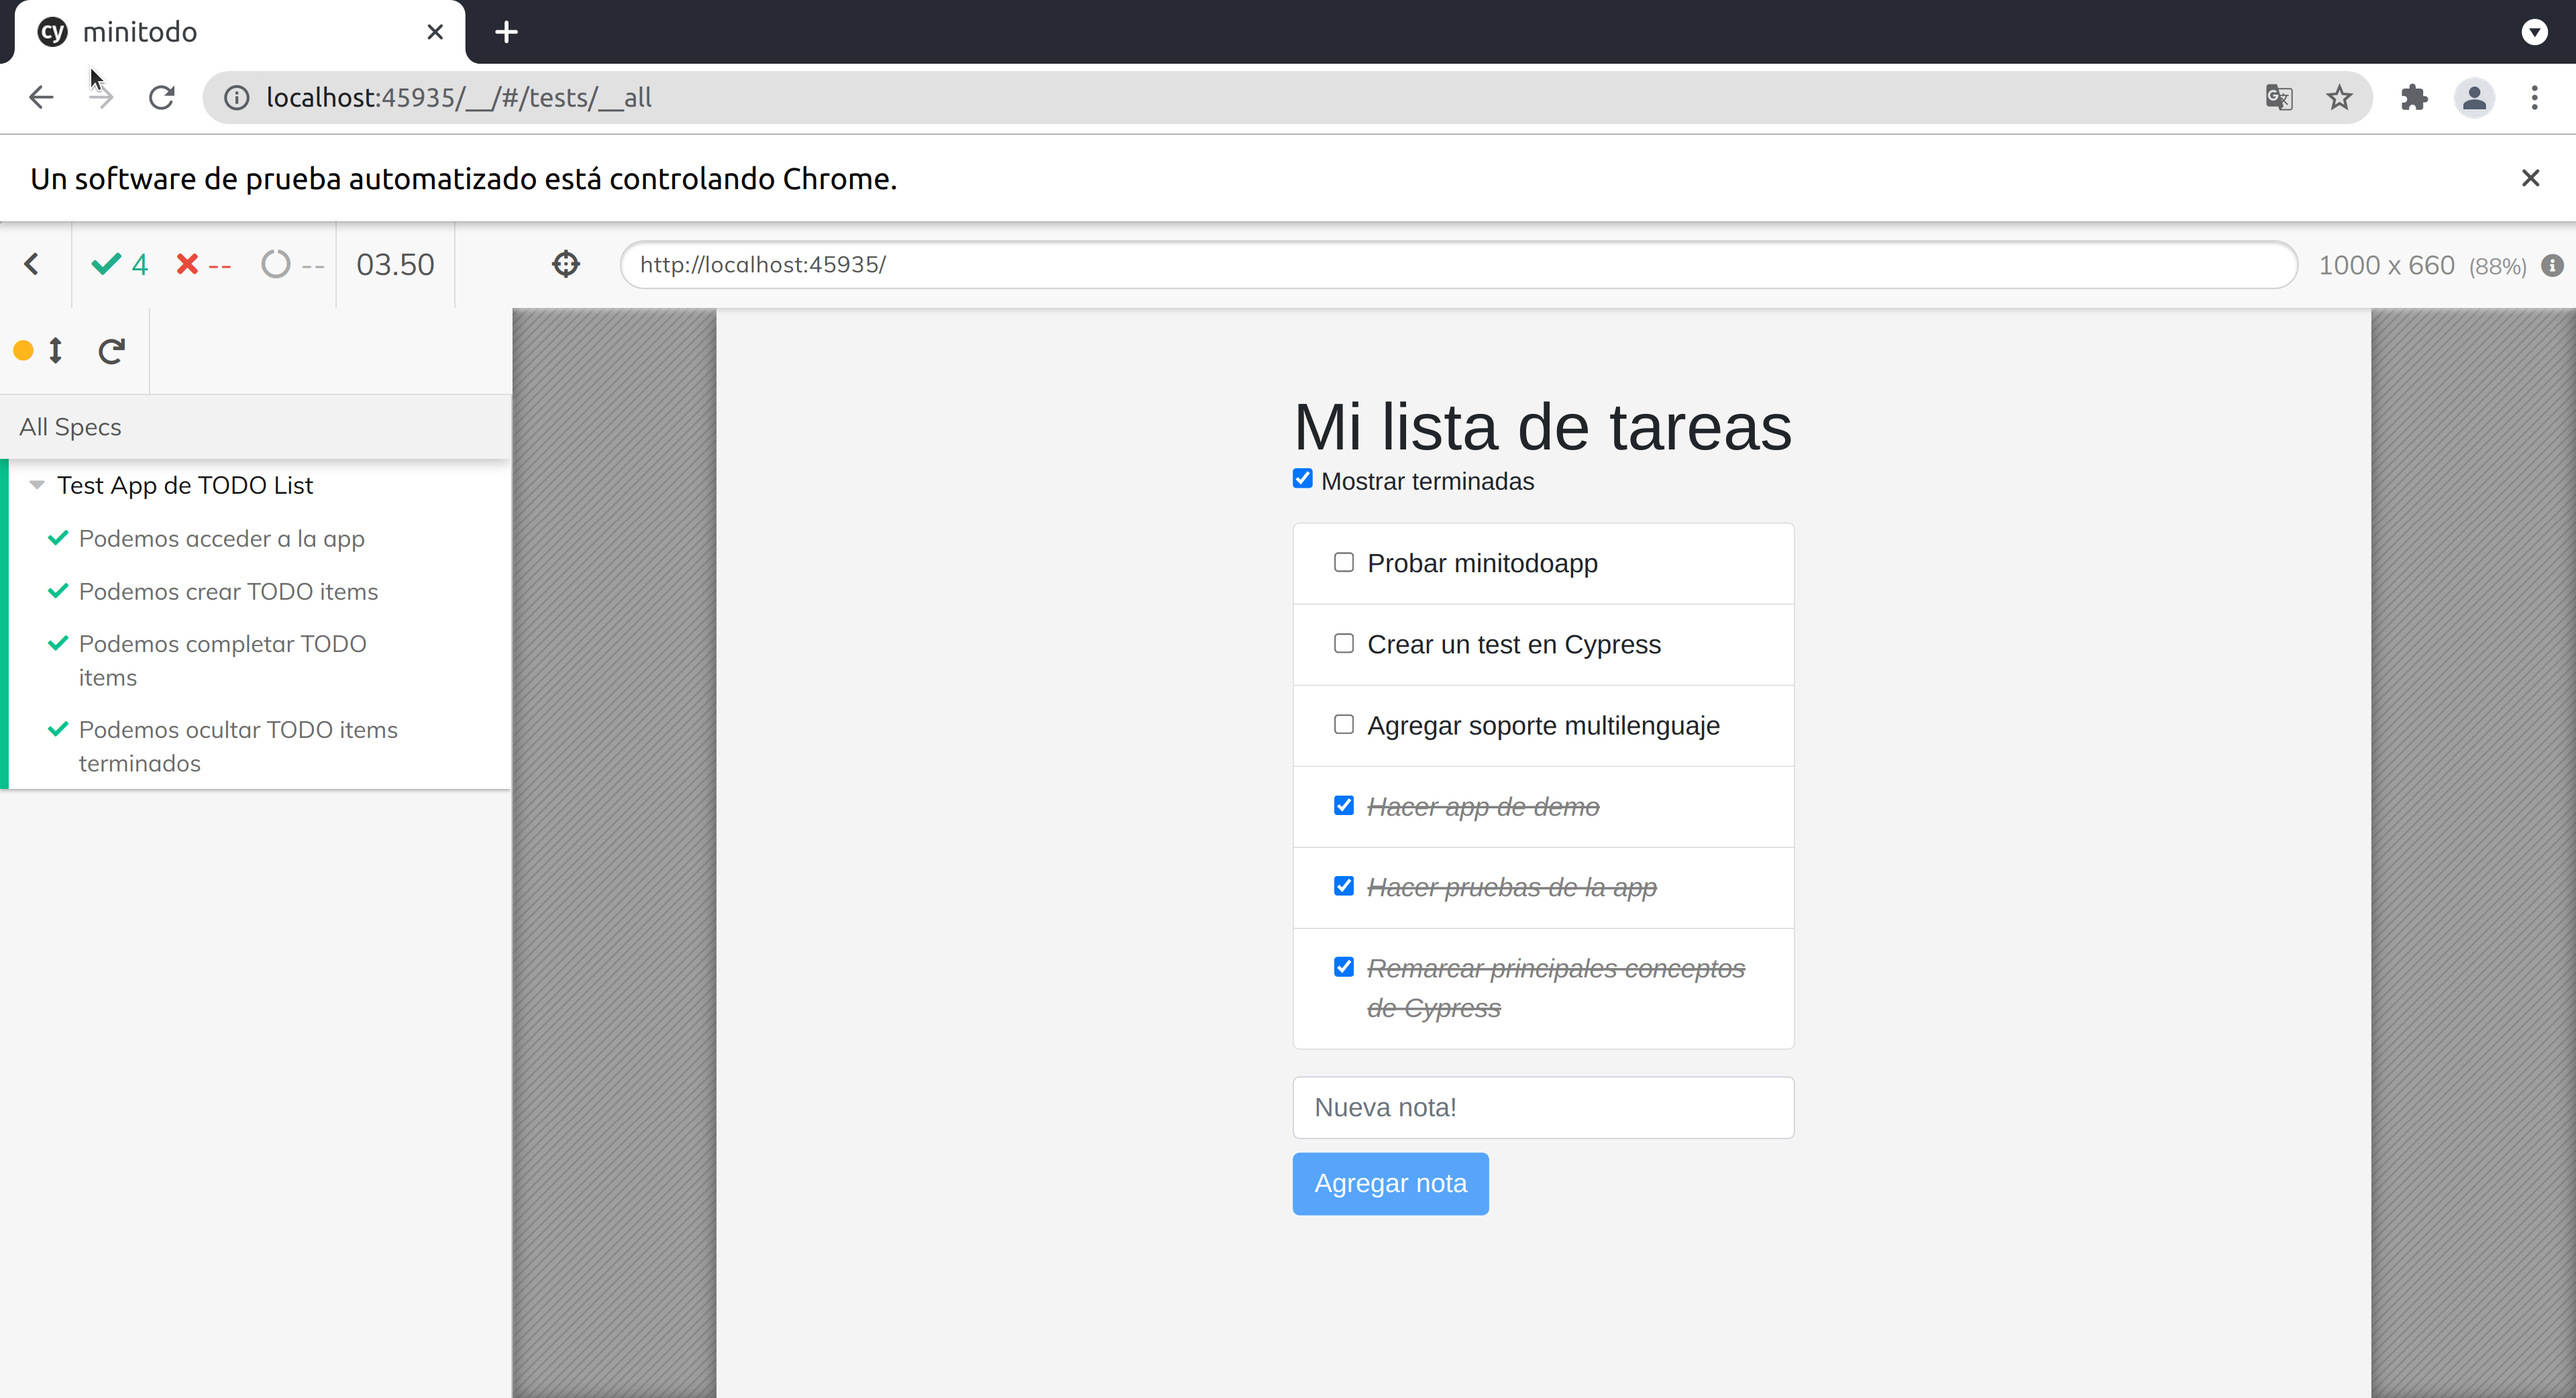 cy minitodo
localhost:45935/__/#/tests/__all
Un software de prueba automatizado está controlando Chrome.
4 -- -- 03.50
http://localhost:45935/
1000 x 660 (88%)
All Specs
Test App de TODO List
Podemos acceder a la app
Podemos crear TODO items
Podemos completar TODO
items
Podemos ocultar TODO items
terminados
Mi lista de tareas
Mostrar terminadas
Probar minitodoapp
Crear un test en Cypress
Agregar soporte multilenguaje
Hacer app de demo
Hacer pruebas de la app
Remarcar principales conceptos
de Cypress
Nueva nota!
Agregar nota